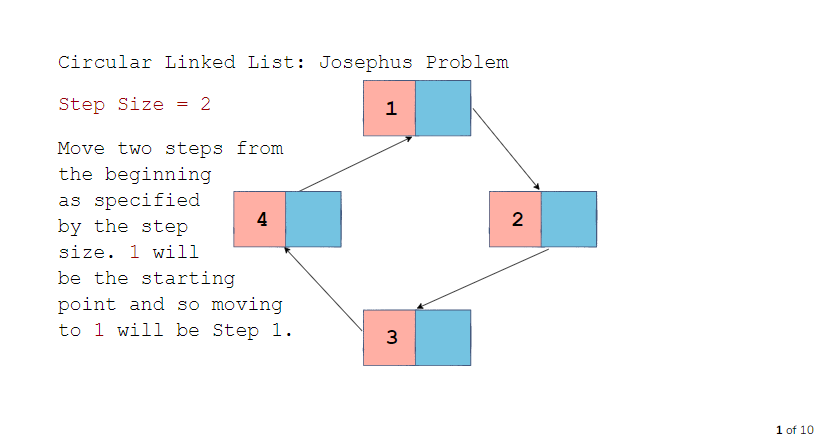 Circular Linked List: Josephus Problem
Step Size = 2
Move two steps from
the beginning
as specified
by the step
size. 1 will
be the starting
point and so moving
to 1 will be Step 1.
1
4
2
3
1 of 10